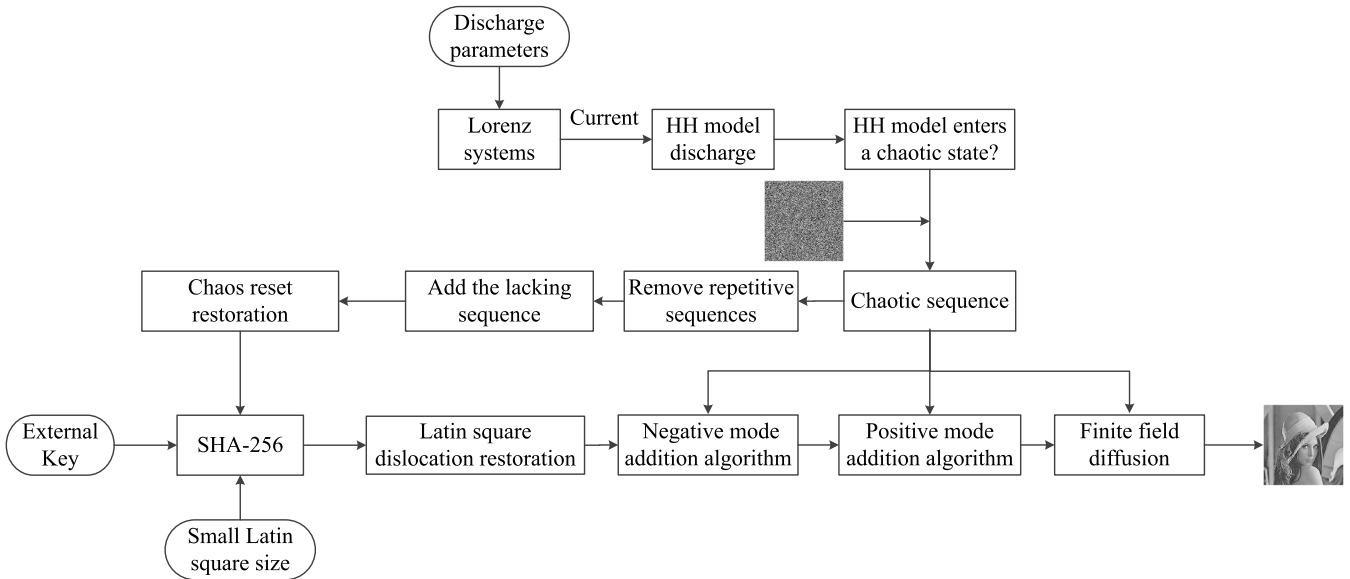 Discharge
parameters
Lorenz
systems
Current
HH model
discharge
HH model enters
a chaotic state?
Chaos reset
restoration
Add the lacking
sequence
Remove repetitive
sequences
Chaotic sequence
External
Key
SHA-256
Latin square
dislocation restoration
Negative mode
addition algorithm
Positive mode
addition algorithm
Finite field
diffusion
Small Latin
square size